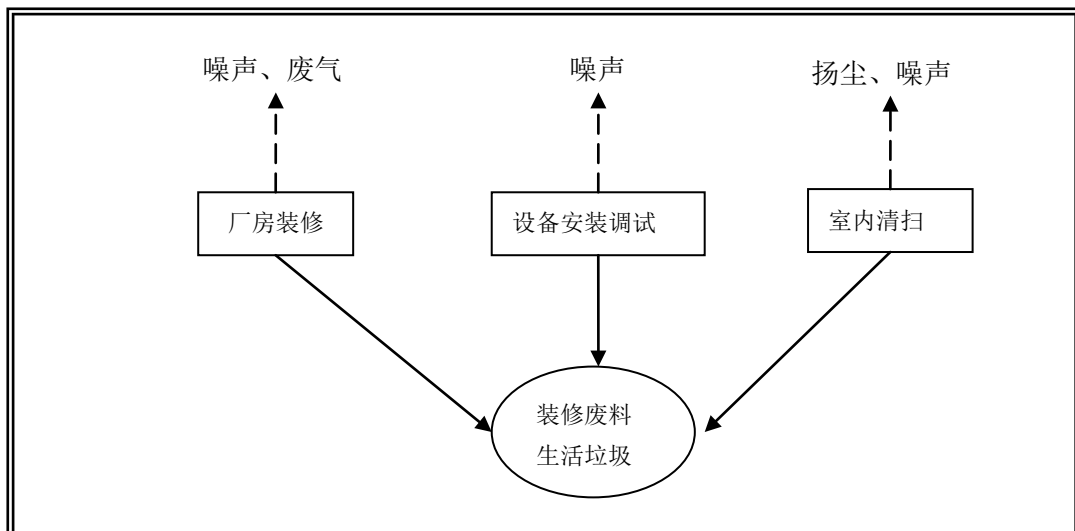 噪声、废气
噪声
扬尘、噪声
厂房装修
设备安装调试
室内清扫
装修废料
生活垃圾